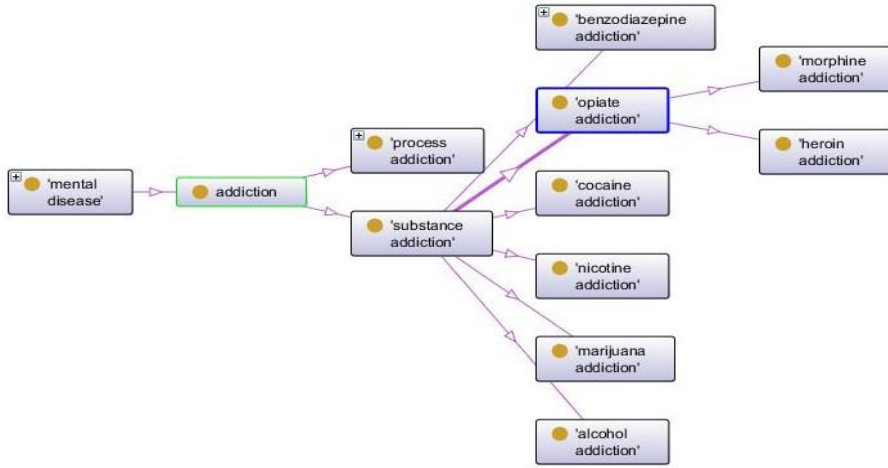 'mental
disease'
addiction
'process
addiction'
'substance
addiction'
'benzodiazepine
addiction'
'opiate
addiction'
'cocaine
addiction'
'nicotine
addiction'
'marijuana
addiction'
'alcohol
addiction'
'morphine
addiction'
'heroin
addiction'